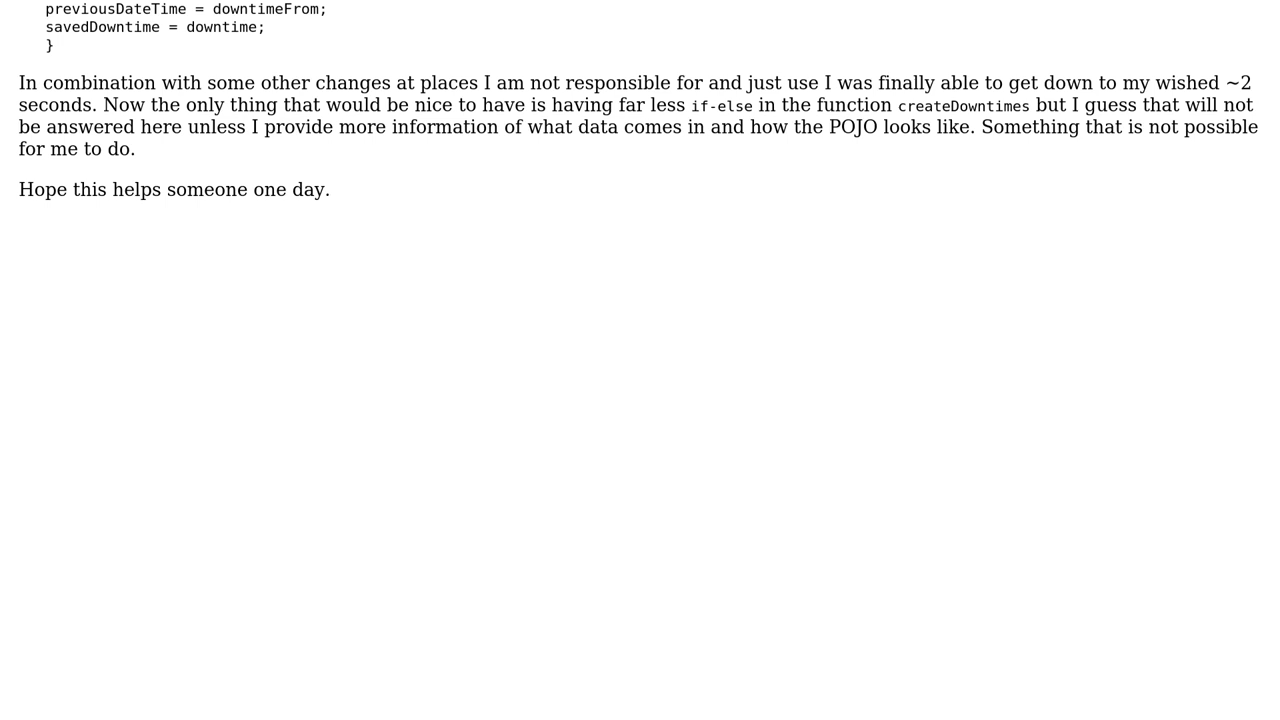 previousDateTime = downtimeFrom;
savedDowntime = downtime;
}
In combination with some other changes at places I am not responsible for and just use I was finally able to get down to my wished ~2
seconds. Now the only thing that would be nice to have is having far less if-else in the function createDowntimes but I guess that will not
be answered here unless I provide more information of what data comes in and how the POJO looks like. Something that is not possible
for me to do.
Hope this helps someone one day.